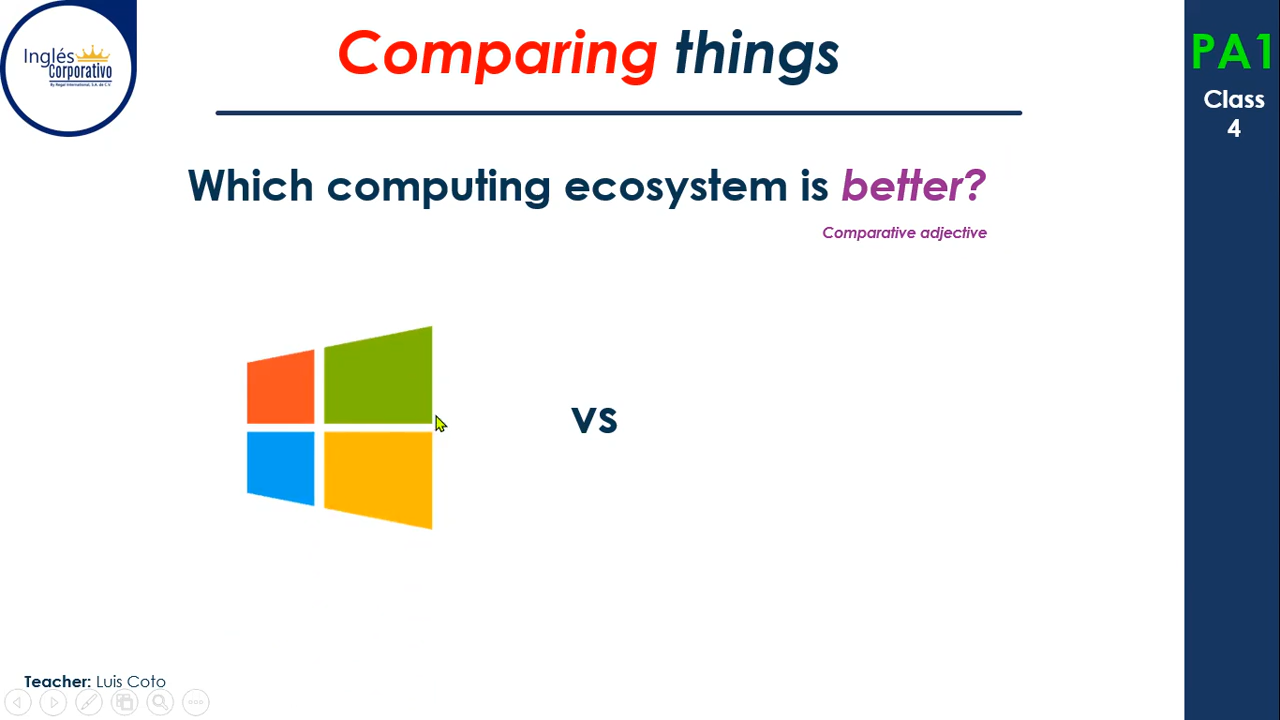 Inglés
Corporativo
By Regal International, S.A. de C.V
Comparing things
PA1
Class
4
Which computing ecosystem is better?
Comparative adjective
vs
Teacher: Luis Coto